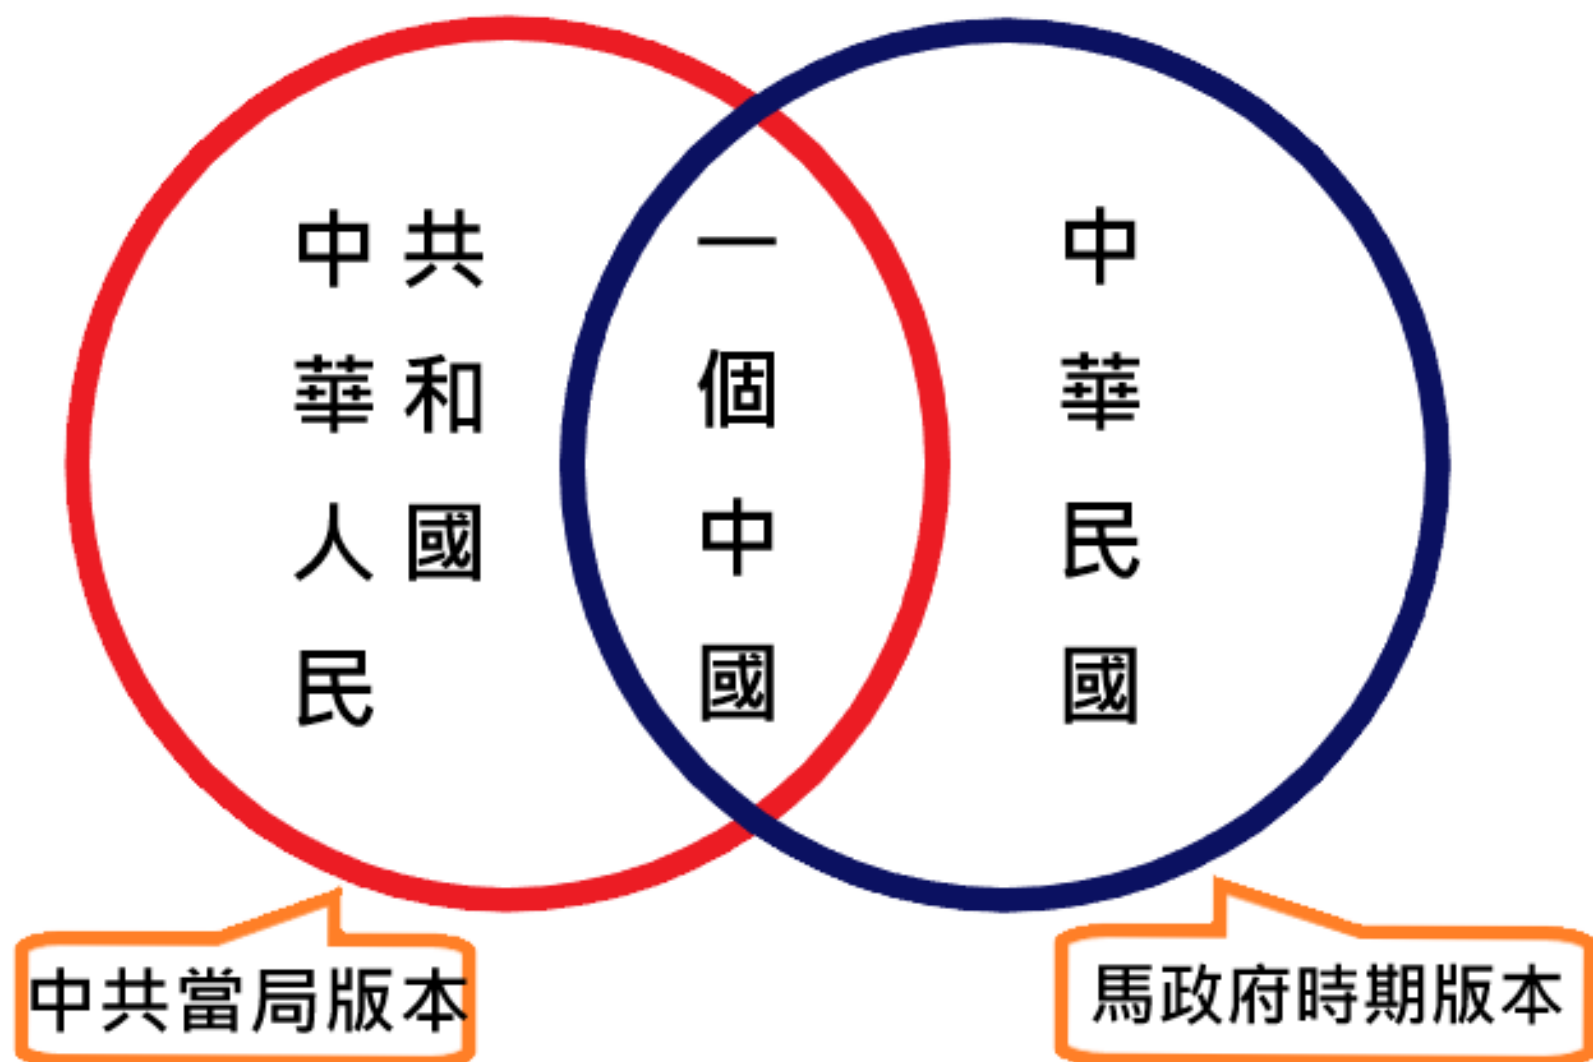 中華人民
共和國
一個中國
中華民國
中共當局版本
馬政府時期版本